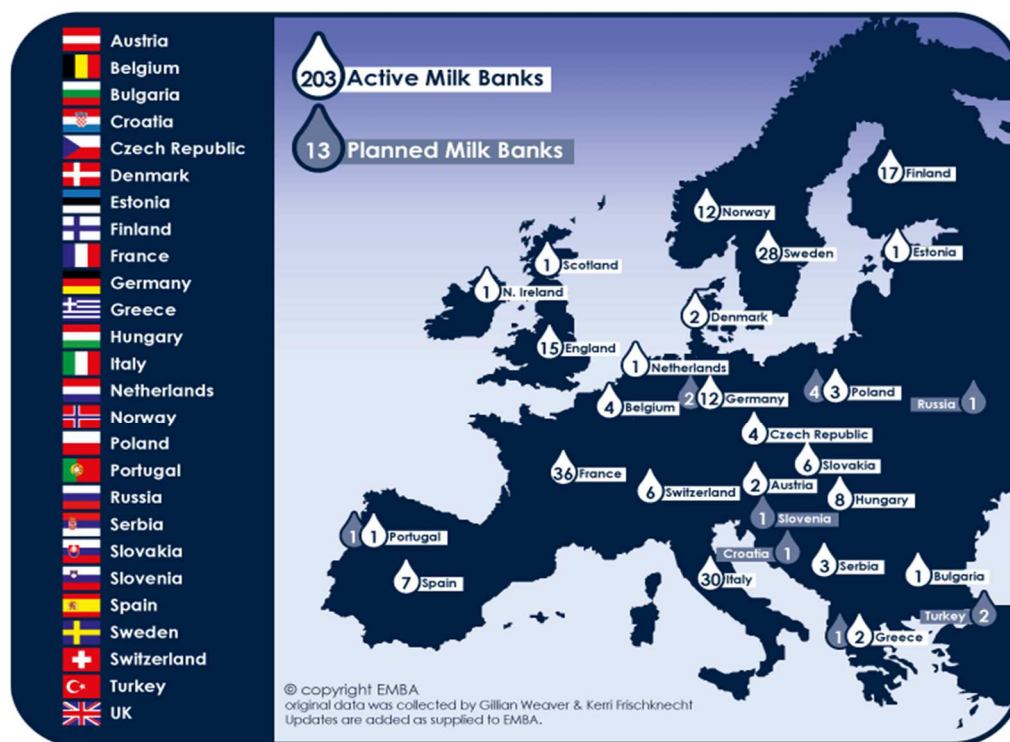 Austria
Belgium
Bulgaria
Croatia
Czech Republic
Denmark
Estonia
Finland
France
Germany
Greece
Hungary
Italy
Netherlands
Norway
Poland
Portugal
Russia
Serbia
Slovakia
Slovenia
Spain
Sweden
Switzerland
Turkey
UK
203 Active Milk Banks
13 Planned Milk Banks
17 Finland
12 Norway
28 Sweden
1 Estonia
1 Scotland
1 N. Ireland
2 Denmark
15 England
1 Netherlands
4 Belgium
2 12 Germany
4 3 Poland
Russia 1
4 Czech Republic
6 Slovakia
36 France
6 Switzerland
2 Austria
8 Hungary
1 Slovenia
1 1 Portugal
Croatia 1
3 Serbia
7 Spain
30 Italy
1 Bulgaria
Turkey 2
1 2 Greece
© copyright EMBA
original data was collected by Gillian Weaver & Kerri Frischknecht
Updates are added as supplied to EMBA.